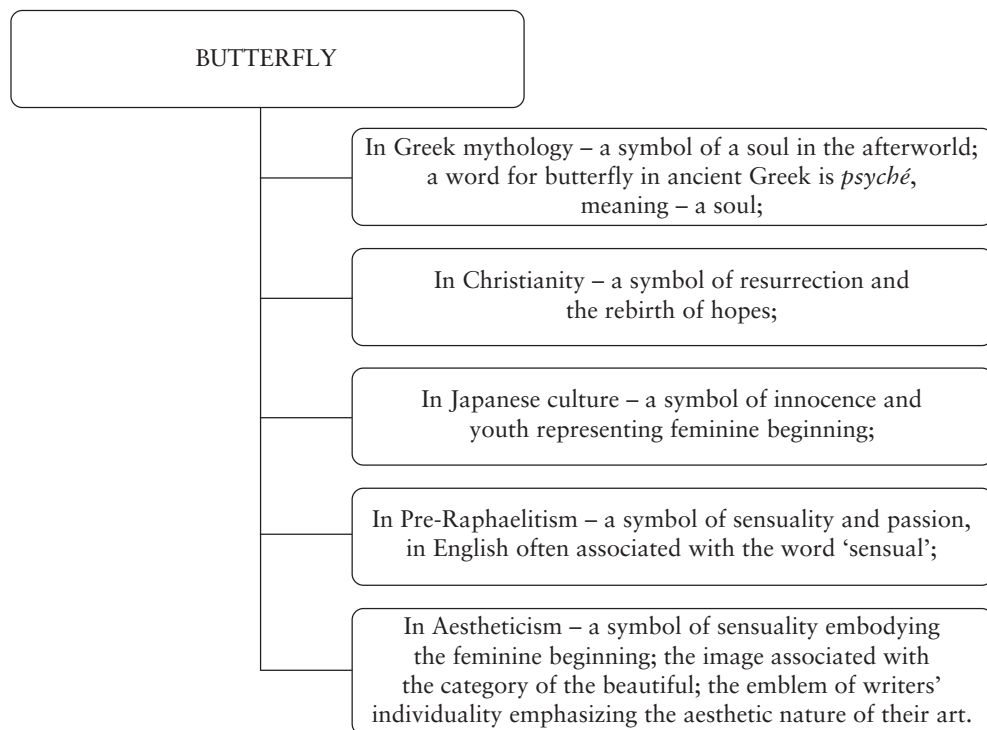 BUTTERFLY
In Greek mythology – a symbol of a soul in the afterworld;
a word for butterfly in ancient Greek is psyché,
meaning – a soul;
In Christianity – a symbol of resurrection and
the rebirth of hopes;
In Japanese culture – a symbol of innocence and
youth representing feminine beginning;
In Pre-Raphaelitism – a symbol of sensuality and passion,
in English often associated with the word ‘sensual’;
In Aestheticism – a symbol of sensuality embodying
the feminine beginning; the image associated with
the category of the beautiful; the emblem of writers’
individuality emphasizing the aesthetic nature of their art.